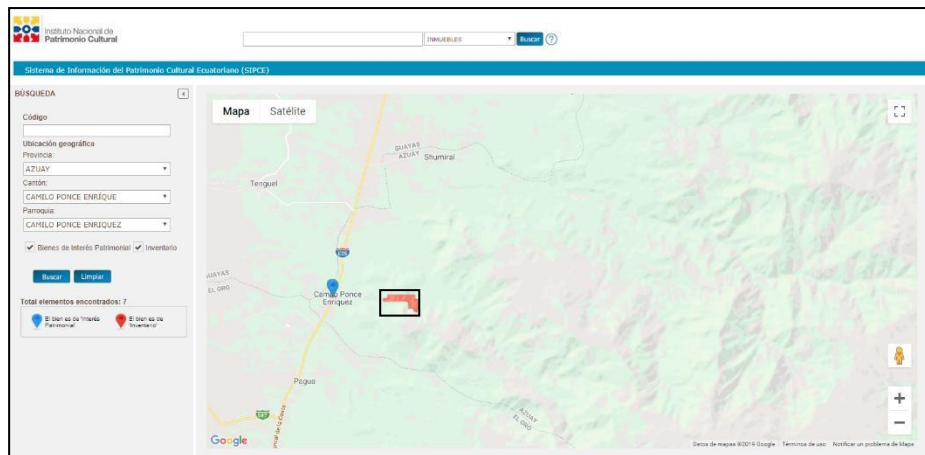 Instituto Nacional de
Patrimonio Cultural
INMUEBLES
Buscar
?
Sistema de Información del Patrimonio Cultural Ecuatoriano (SIPCE)
BÚSQUEDA
Código
Ubicación geográfica
Provincia:
AZUAY
Cantón:
CAMILO PONCE ENRÍQUE
Parroquia:
CAMILO PONCE ENRIQUEZ
Bienes de Interés Patrimonial
Inventario
Buscar
Limpiar
Total elementos encontrados: 7
El bien es de 'Interés
Patrimonial'
El bien es de
'Inventario'
Mapa
Satélite
GUAYAS
AZUAY
Shumiral
Tenguel
E25
GUAYAS
EL ORO
Camilo Ponce
Enriquez
Pagua
AZUAY
EL ORO
Google
Datos de mapas ©2019 Google
Términos de uso
Notificar un problema de Maps